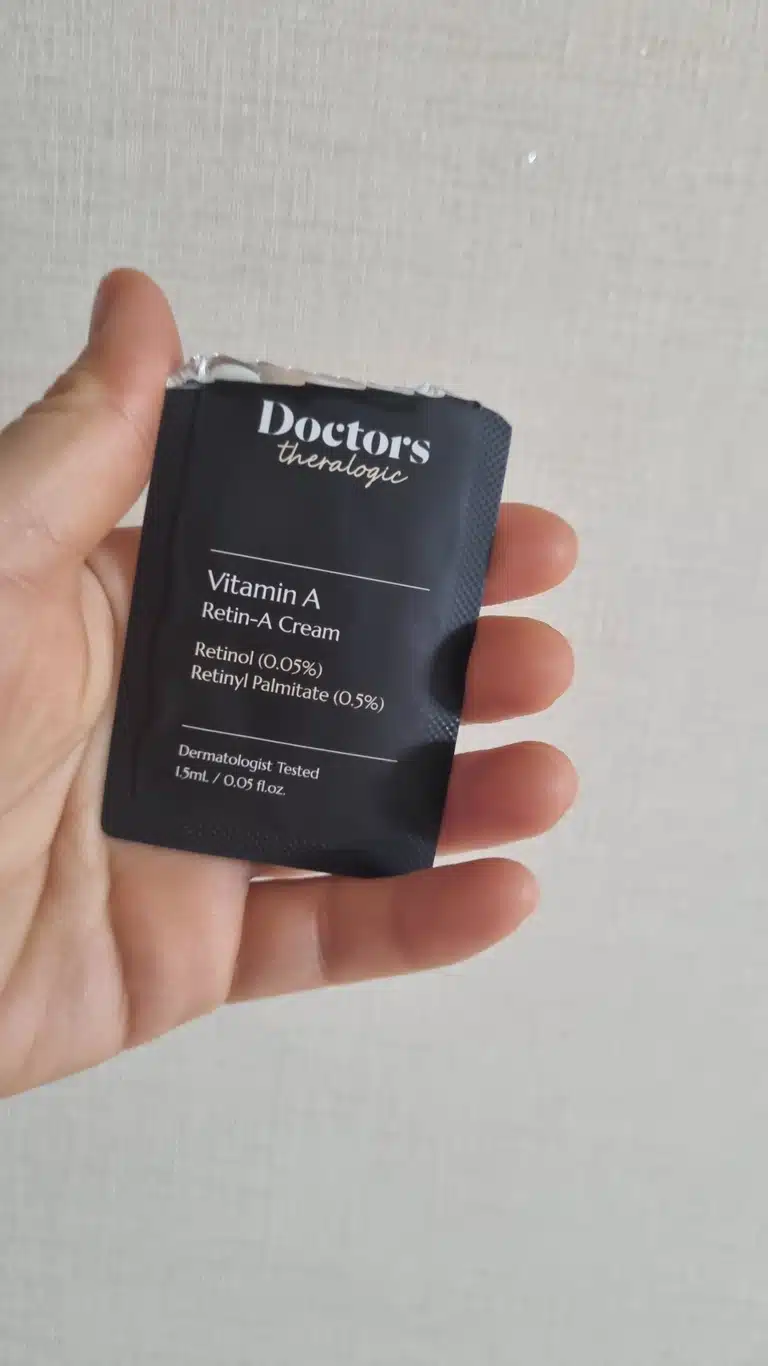 Doctors
theralogic
Vitamin A
Retin-A Cream
Retinol (0.05%)
Retinyl Palmitate (0.5%)
Dermatologist Tested
1.5mL / 0.05 fl.oz.